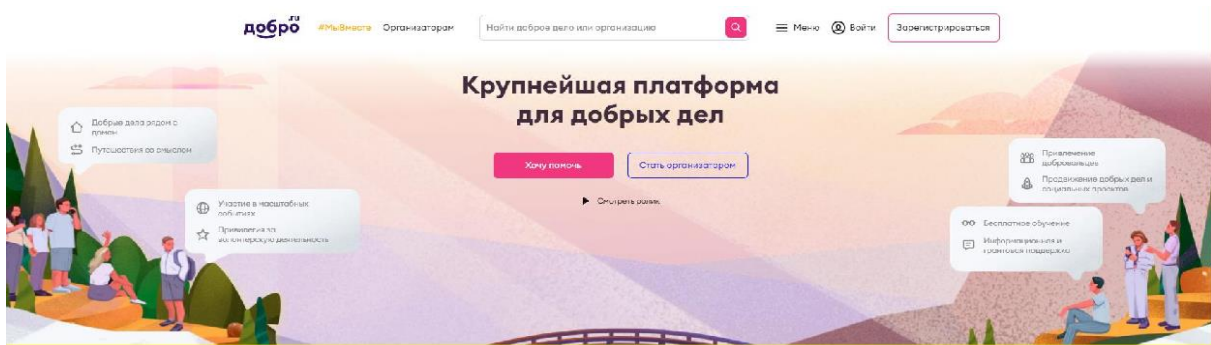 добро.ru
#МыВместе
Организаторам
Найти доброе дело или организацию
Меню
Войти
Зарегистрироваться
Крупнейшая платформа
для добрых дел
Хочу помочь
Стать организатором
Смотреть ролик
Добрые дела рядом с
домом
Путешествия со смыслом
Участие в масштабных
событиях
Привилегии за
волонтерскую деятельность
Привлечение
добровольцев
Продвижение добрых дел и
социальных проектов
Бесплатное обучение
Информационная и
грантовая поддержка